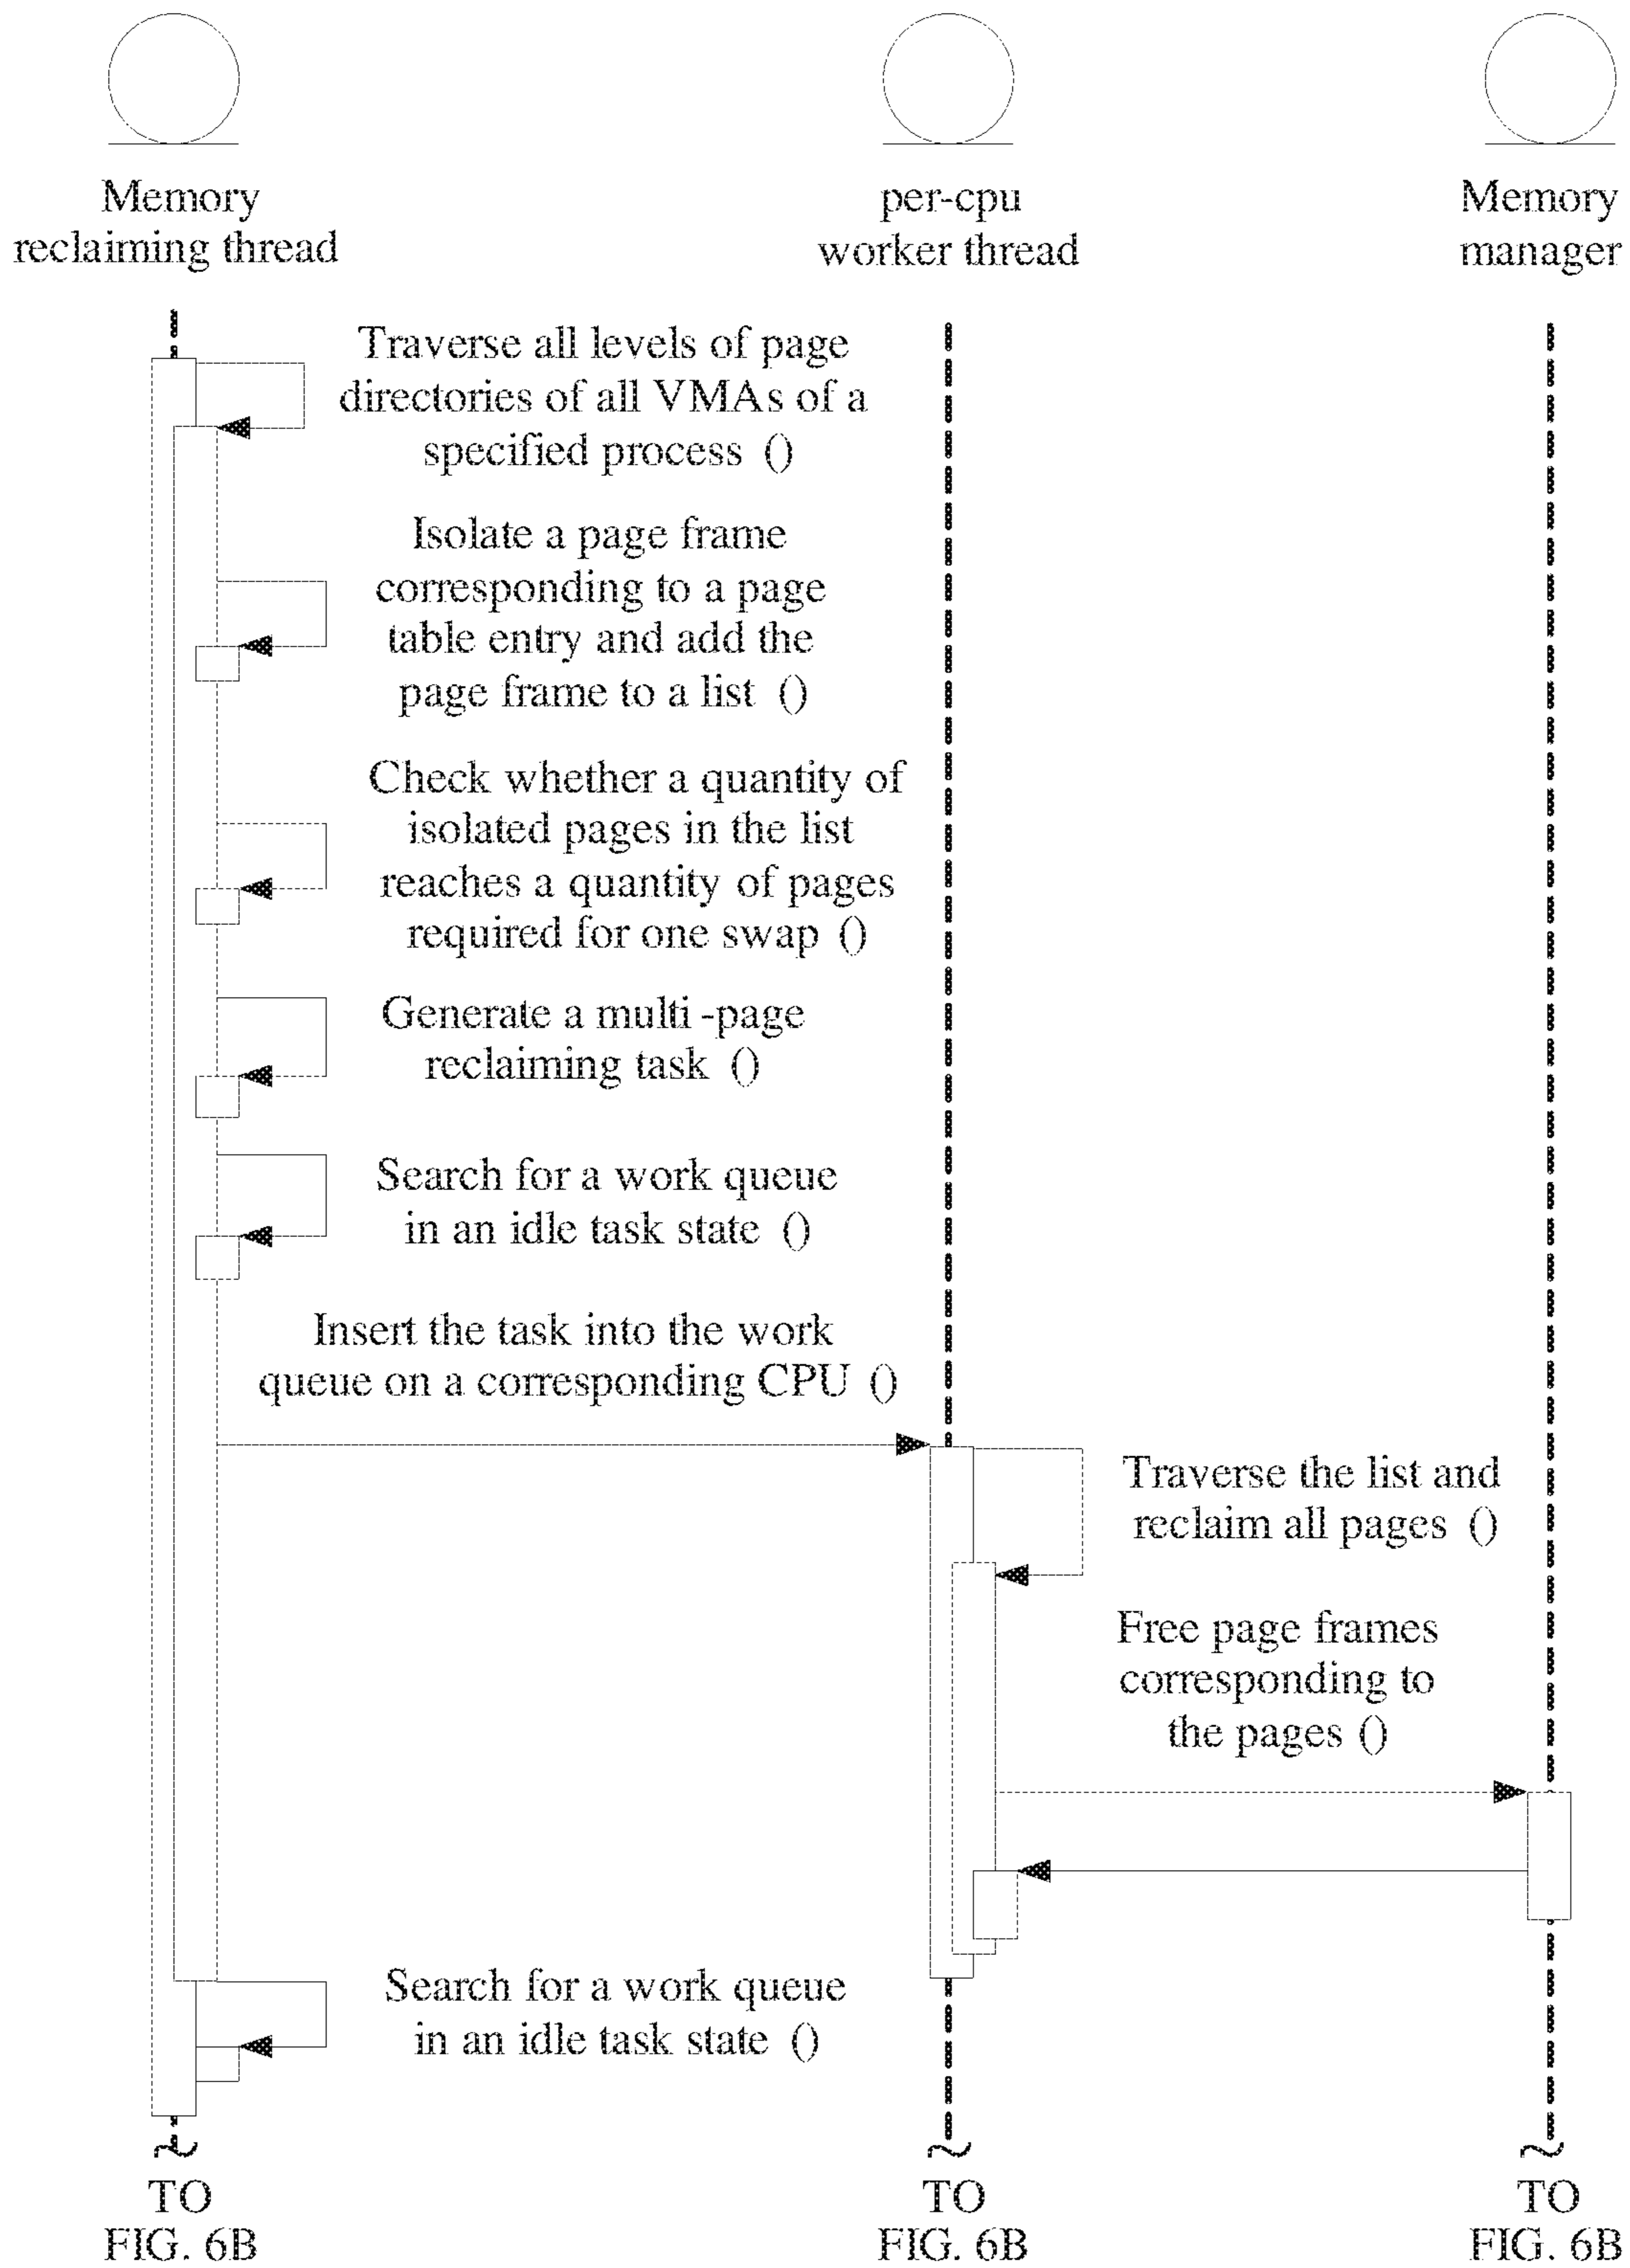 Memory
reclaiming thread
per-cpu
worker thread
Memory
manager
Traverse all levels of page
directories of all VMAs of a
specified process ()
Isolate a page frame
corresponding to a page
table entry and add the
page frame to a list ()
Check whether a quantity of
isolated pages in the list
reaches a quantity of pages
required for one swap ()
Generate a multi -page
reclaiming task ()
Search for a work queue
in an idle task state ()
Insert the task into the work
queue on a corresponding CPU ()
Traverse the list and
reclaim all pages ()
Free page frames
corresponding to
the pages ()
Search for a work queue
in an idle task state ()
TO
FIG. 6B
TO
FIG. 6B
TO
FIG. 6B